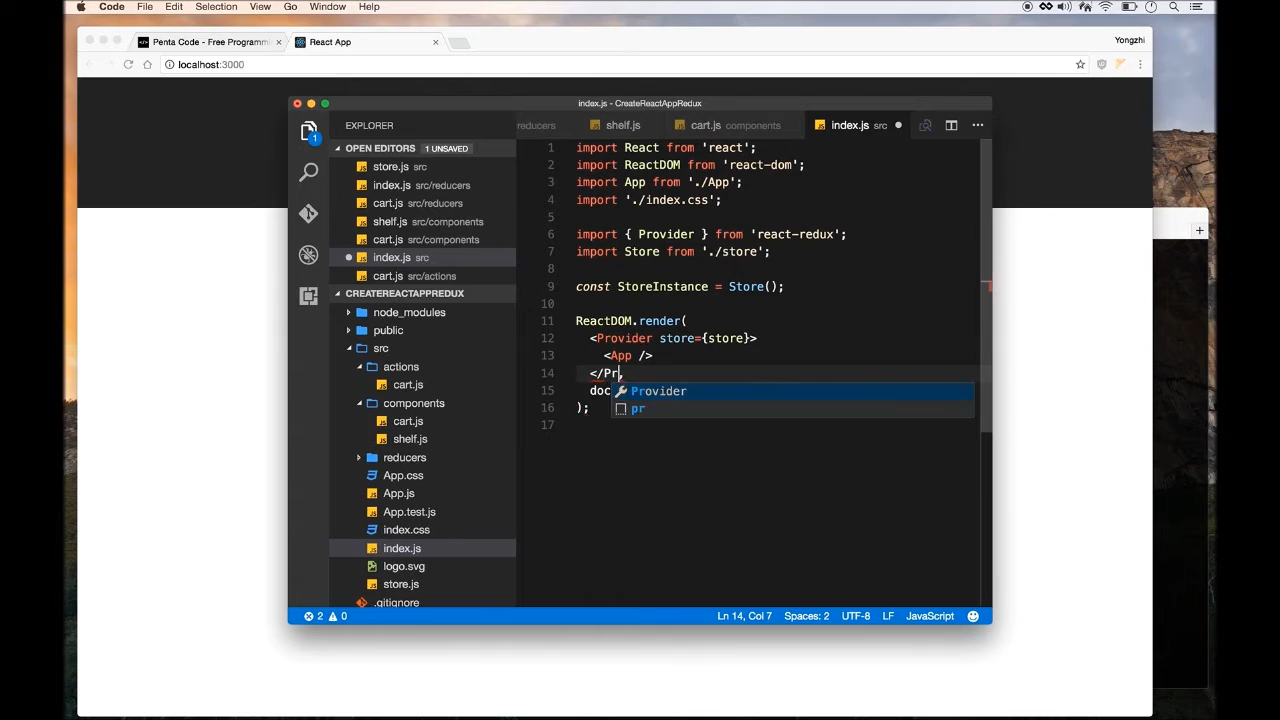 Code File Edit Selection View Go Window Help
Penta Code - Free Programmi
React App
Yongzhi
localhost:3000
index.js - CreateReactAppRedux
EXPLORER
reducers
shelf.js
cart.js components
index.js src
OPEN EDITORS 1 UNSAVED
store.js src
index.js src/reducers
cart.js src/reducers
shelf.js src/components
cart.js src/components
index.js src
cart.js src/actions
CREATEREACTAPPREDUX
node_modules
public
src
actions
cart.js
components
cart.js
shelf.js
reducers
App.css
App.js
App.test.js
index.css
index.js
logo.svg
store.js
.gitignore
1 import React from 'react';
2 import ReactDOM from 'react-dom';
3 import App from './App';
4 import './index.css';
5
6 import { Provider } from 'react-redux';
7 import Store from './store';
8
9 const StoreInstance = Store();
10
11 ReactDOM.render(
12 <Provider store={store}>
13 <App />
14 </Pr,
15 doc
16 );
17
Provider
pr
1
2 0
Ln 14, Col 7 Spaces: 2 UTF-8 LF JavaScript